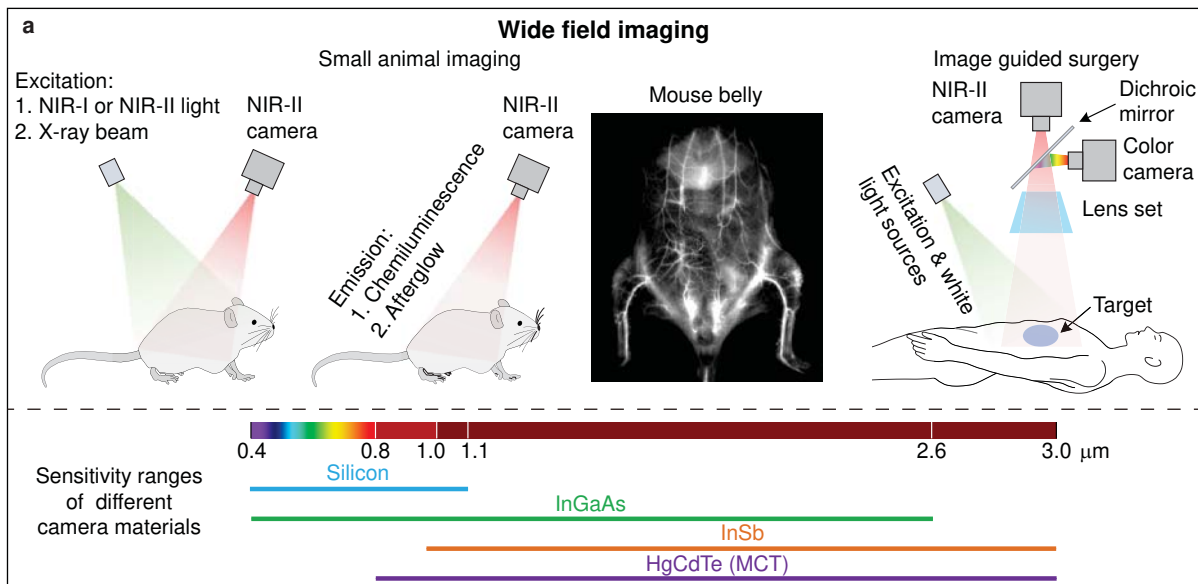 a
Wide field imaging
Small animal imaging
Excitation:
1. NIR-I or NIR-II light
2. X-ray beam
NIR-II
camera
Emission:
1. Chemiluminescence
2. Afterglow
NIR-II
camera
Mouse belly
Image guided surgery
NIR-II
camera
Dichroic
mirror
Color
camera
Lens set
Excitation & white
light sources
Target
0.4 0.8 1.0 1.1 2.6 3.0 μm
Sensitivity ranges
of different
camera materials
Silicon
InGaAs
InSb
HgCdTe (MCT)